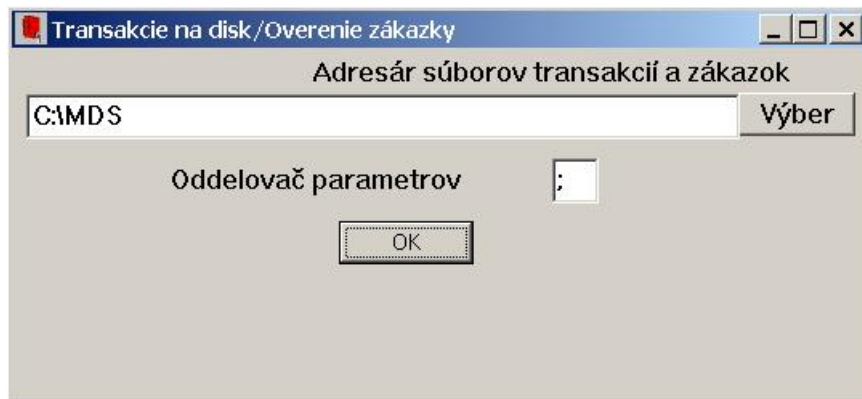 Transakcie na disk/Overenie zákazky
Adresár súborov transakcií a zákazok
C:\MDS
Výber
Oddelovač parametrov
;
OK